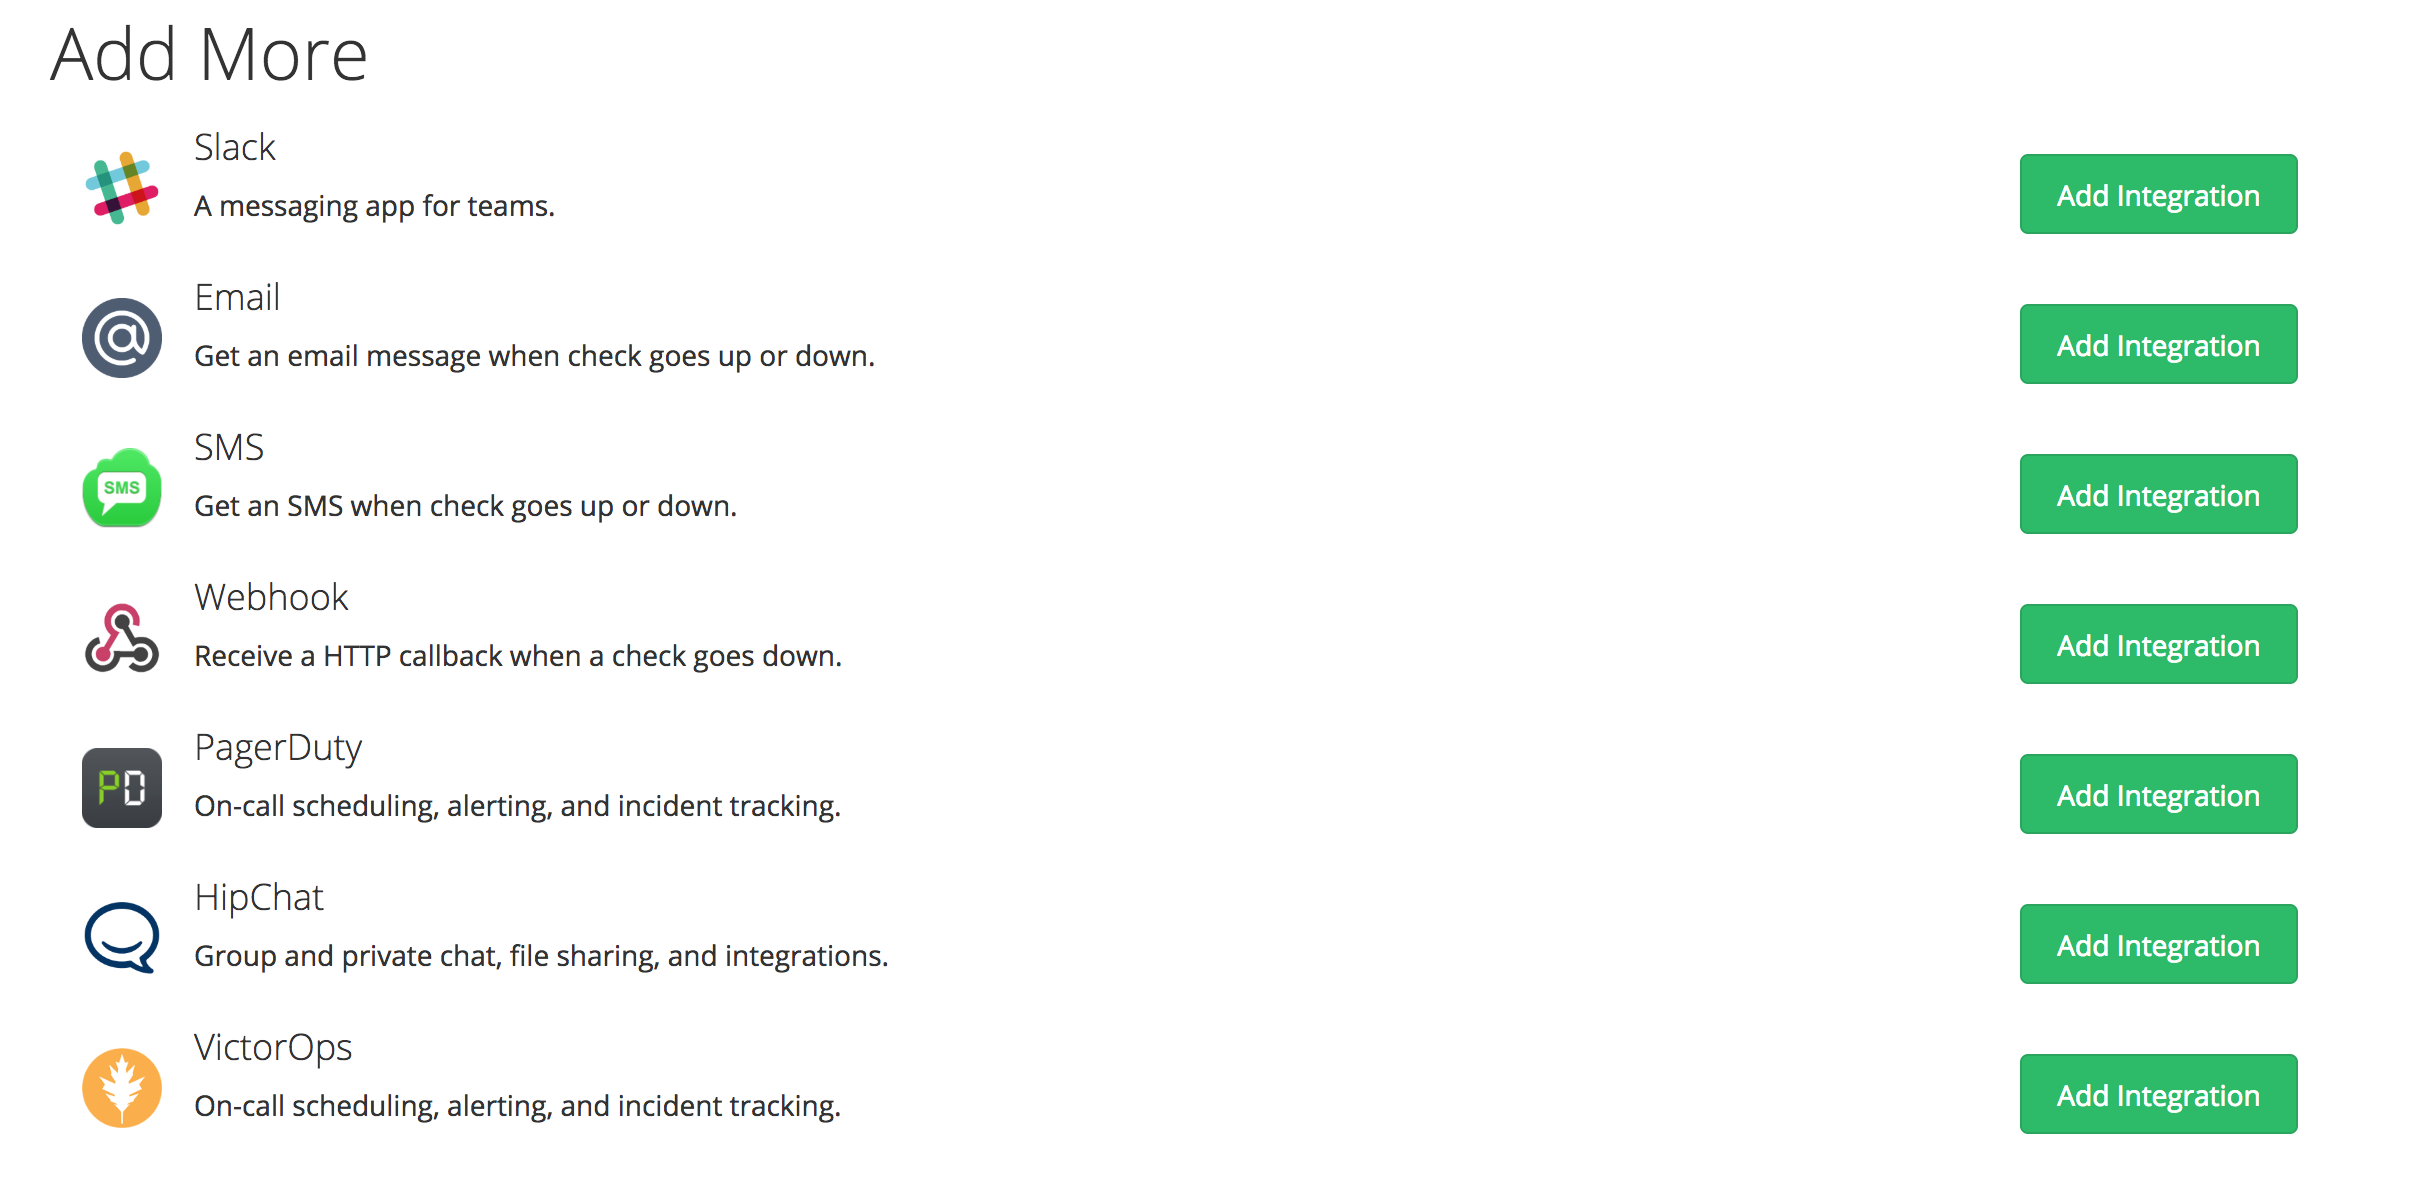 Add More
Slack
A messaging app for teams.
Add Integration
Email
Get an email message when check goes up or down.
Add Integration
SMS
SMS
Get an SMS when check goes up or down.
Add Integration
Webhook
Receive a HTTP callback when a check goes down.
Add Integration
PagerDuty
PD
On-call scheduling, alerting, and incident tracking.
Add Integration
HipChat
Group and private chat, file sharing, and integrations.
Add Integration
VictorOps
On-call scheduling, alerting, and incident tracking.
Add Integration